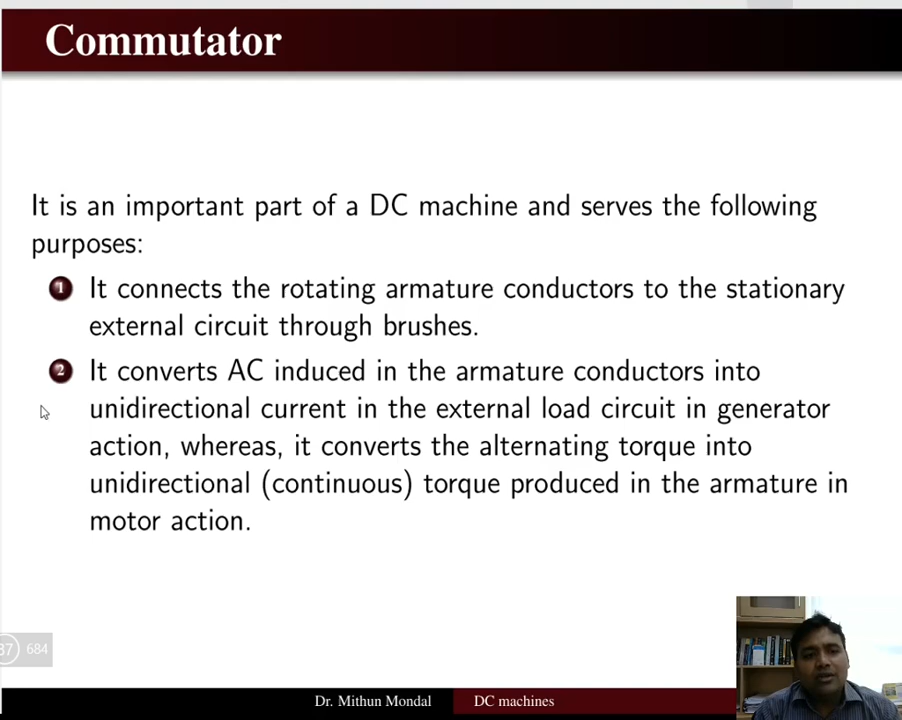 Commutator
It is an important part of a DC machine and serves the following
purposes:
1 It connects the rotating armature conductors to the stationary
external circuit through brushes.
2 It converts AC induced in the armature conductors into
unidirectional current in the external load circuit in generator
action, whereas, it converts the alternating torque into
unidirectional (continuous) torque produced in the armature in
motor action.
37 684
Dr. Mithun Mondal DC machines